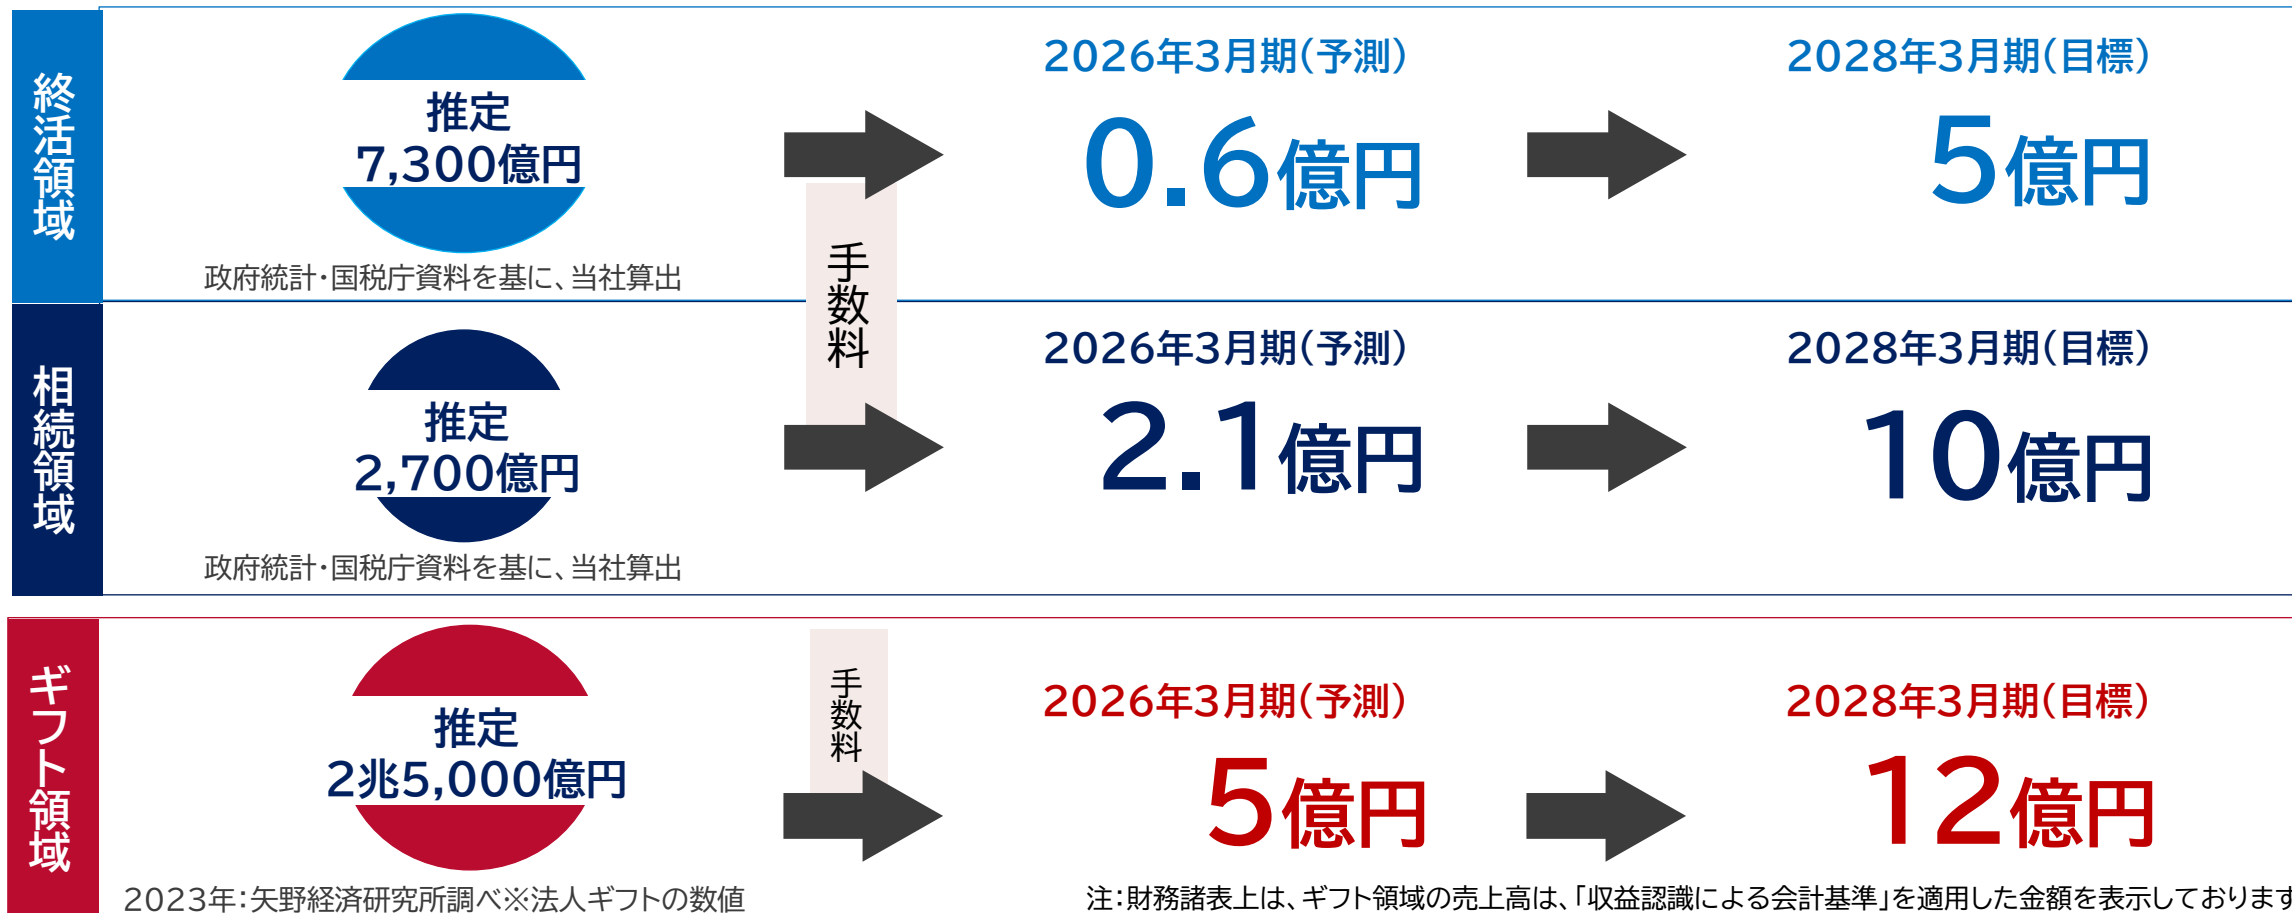 終活領域
推定
7,300億円
政府統計・国税庁資料を基に、当社算出
手数料
2026年3月期(予測)
0.6億円
2028年3月期(目標)
5億円
相続領域
推定
2,700億円
政府統計・国税庁資料を基に、当社算出
2026年3月期(予測)
2.1億円
2028年3月期(目標)
10億円
ギフト領域
推定
2兆5,000億円
2023年：矢野経済研究所調べ※法人ギフトの数値
手数料
2026年3月期(予測)
5億円
2028年3月期(目標)
12億円
注：財務諸表上は、ギフト領域の売上高は、「収益認識による会計基準」を適用した金額を表示しております